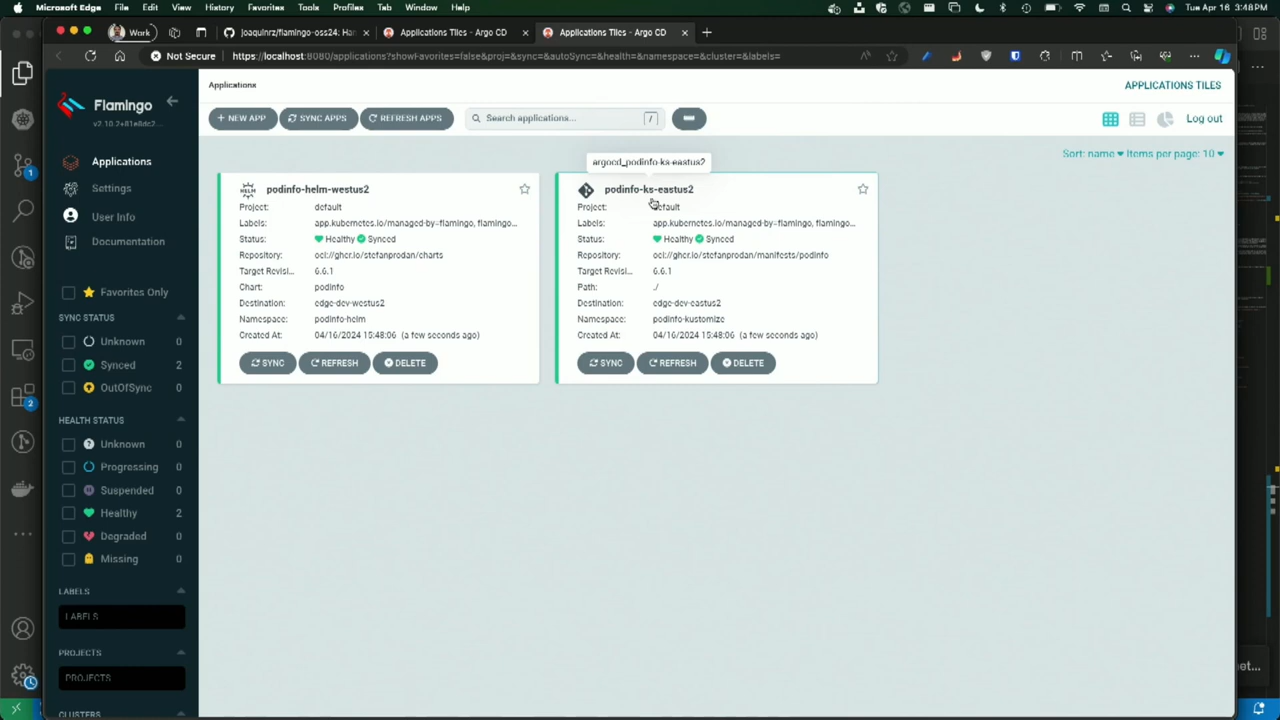 Microsoft Edge File Edit View History Favorites Tools Profiles Tab Window Help
Tue Apr 16 3:48 PM
Work
joaquinrz/flamingo-oss24: Han
Applications Tiles - Argo CD
Applications Tiles - Argo CD
Not Secure
https://localhost:8080/applications?showFavorites=false&proj=&sync=&autoSync=&health=&namespace=&cluster=&labels=
Flamingo
Applications
APPLICATIONS TILES
+ NEW APP
SYNC APPS
REFRESH APPS
Search applications...
/
Log out
Sort: name
Items per page: 10
Applications
Settings
User Info
Documentation
Favorites Only
SYNC STATUS
Unknown 0
Synced 2
OutOfSync 0
HEALTH STATUS
Unknown 0
Progressing 0
Suspended 0
Healthy 2
Degraded 0
Missing 0
LABELS
LABELS
PROJECTS
PROJECTS
CLUSTERS
HELM
podinfo-helm-westus2
Project: default
Labels: app.kubernetes.io/managed-by=flamingo, flamingo...
Status: Healthy Synced
Repository: oci://ghcr.io/stefanprodan/charts
Target Revisi... 6.6.1
Chart: podinfo
Destination: edge-dev-westus2
Namespace: podinfo-helm
Created At: 04/16/2024 15:48:06 (a few seconds ago)
SYNC
REFRESH
DELETE
argocd_podinfo-ks-eastus2
podinfo-ks-eastus2
Project: default
Labels: app.kubernetes.io/managed-by=flamingo, flamingo...
Status: Healthy Synced
Repository: oci://ghcr.io/stefanprodan/manifests/podinfo
Target Revisi... 6.6.1
Path: ./
Destination: edge-dev-eastus2
Namespace: podinfo-kustomize
Created At: 04/16/2024 15:48:06 (a few seconds ago)
SYNC
REFRESH
DELETE
1
2
et...